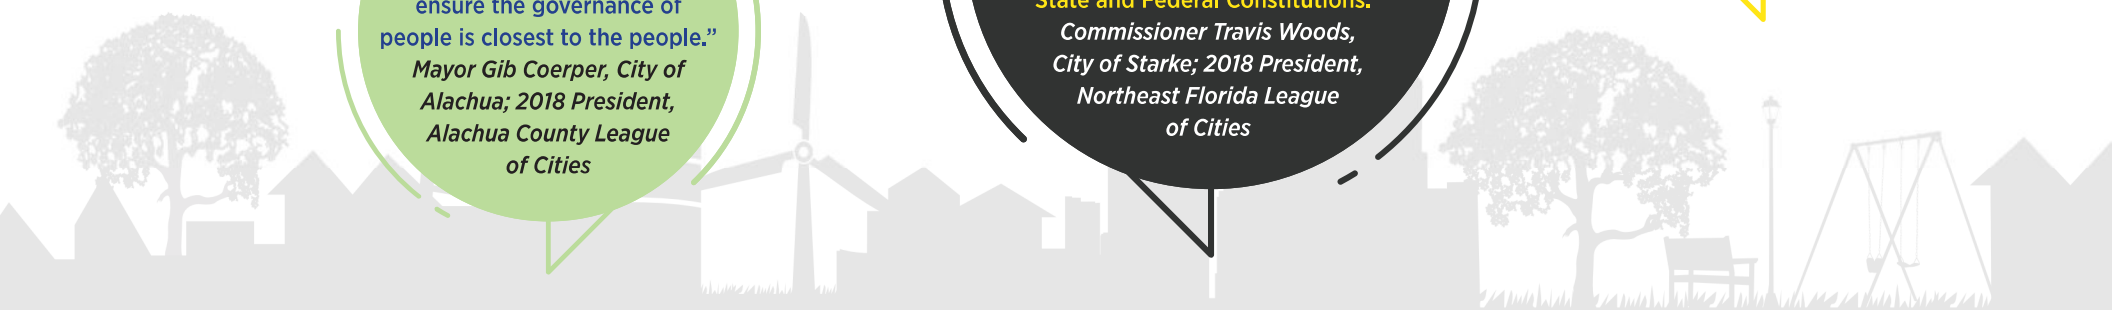 ensure the governance of
people is closest to the people.”
Mayor Gib Coerper, City of
Alachua; 2018 President,
Alachua County League
of Cities
State and Federal Constitutions.
Commissioner Travis Woods,
City of Starke; 2018 President,
Northeast Florida League
of Cities